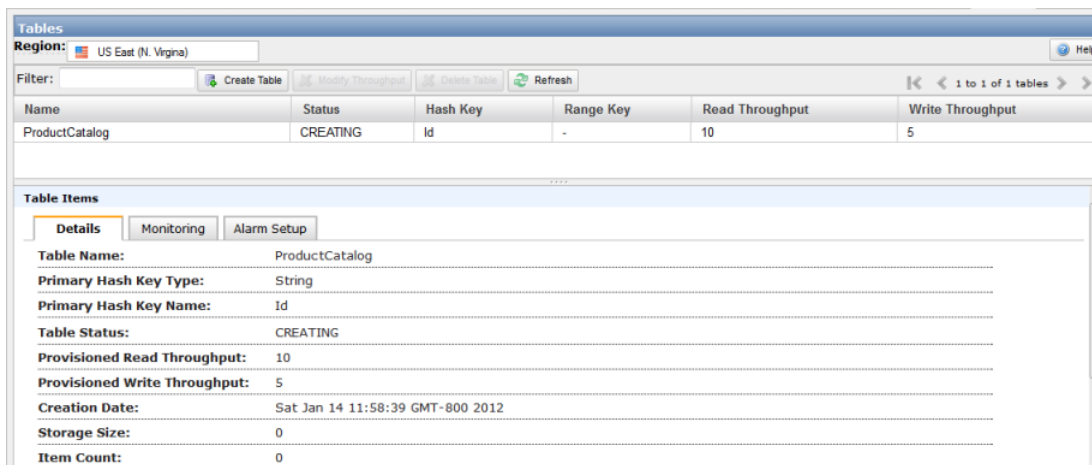 Tables
Region: US East (N. Virgina)
Help
Filter: Create Table Modify Throughput Delete Table Refresh 1 to 1 of 1 tables
Name Status Hash Key Range Key Read Throughput Write Throughput
ProductCatalog CREATING Id - 10 5
Table Items
Details Monitoring Alarm Setup
Table Name: ProductCatalog
Primary Hash Key Type: String
Primary Hash Key Name: Id
Table Status: CREATING
Provisioned Read Throughput: 10
Provisioned Write Throughput: 5
Creation Date: Sat Jan 14 11:58:39 GMT-800 2012
Storage Size: 0
Item Count: 0